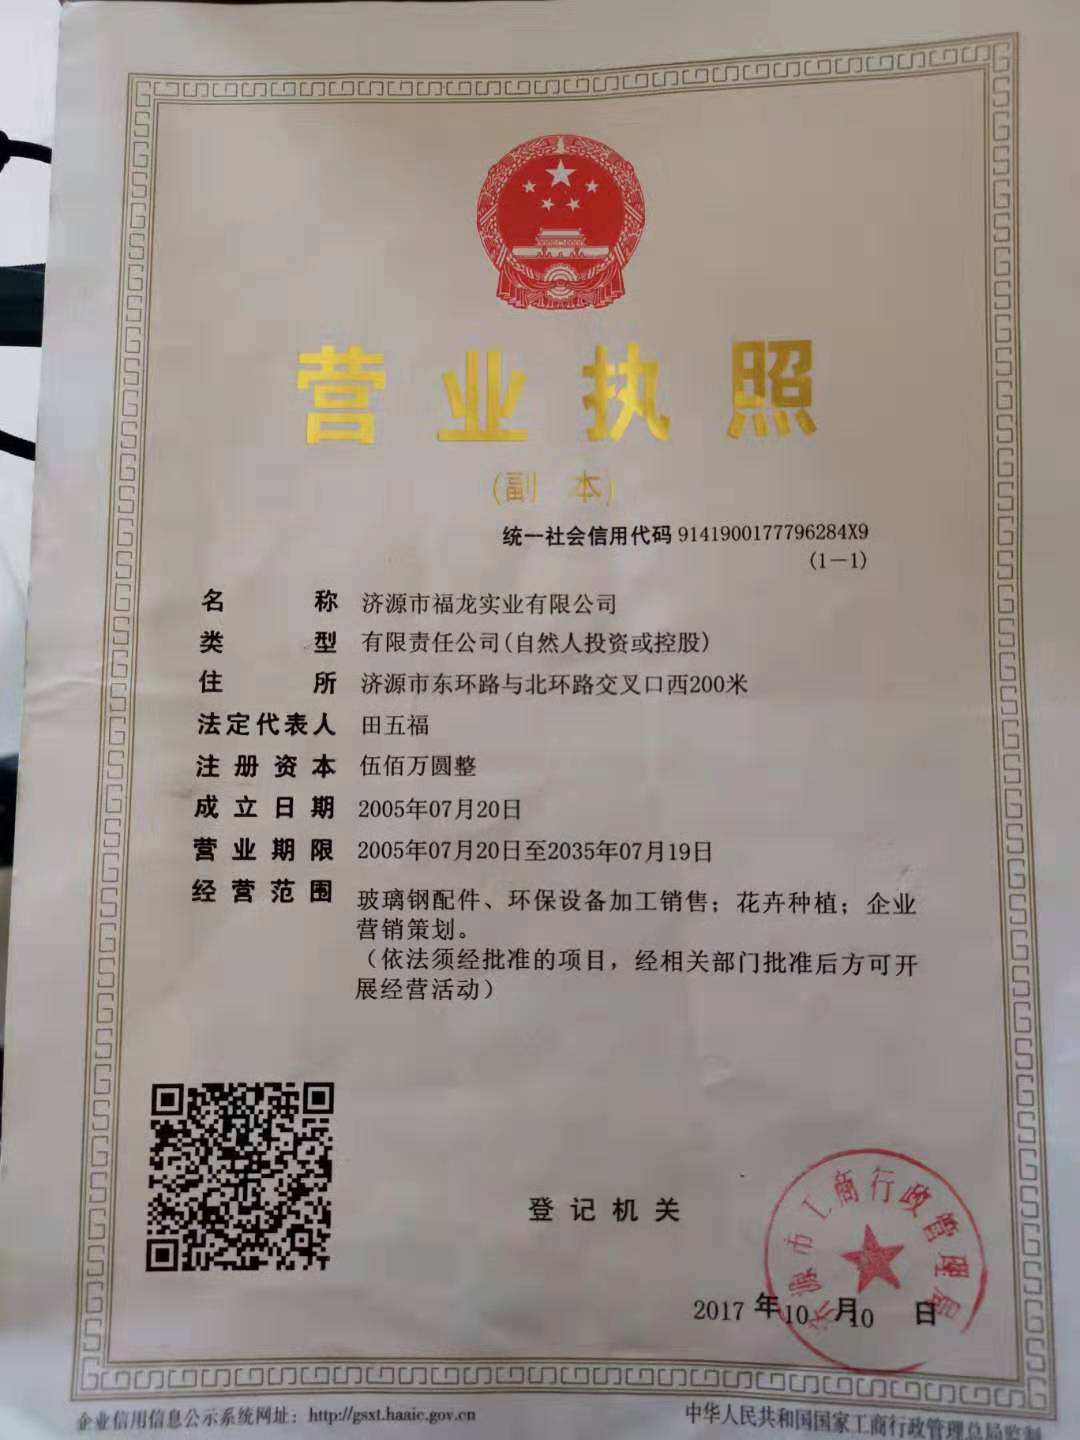 营业执照
(副 本)
统一社会信用代码 9141900177796284X9
(1-1)
名 称 济源市福龙实业有限公司
类 型 有限责任公司(自然人投资或控股)
住 所 济源市东环路与北环路交叉口西200米
法定代表人 田五福
注册资本 伍佰万圆整
成立日期 2005年07月20日
营业期限 2005年07月20日至2035年07月19日
经营范围 玻璃钢配件、环保设备加工销售；花卉种植；企业
营销策划。
（依法须经批准的项目，经相关部门批准后方可开
展经营活动）
登记机关
济源市工商行政管理局
2017 年 10 月 10 日
企业信用信息公示系统网址：http://gsxt.haaic.gov.cn
中华人民共和国国家工商行政管理总局监制